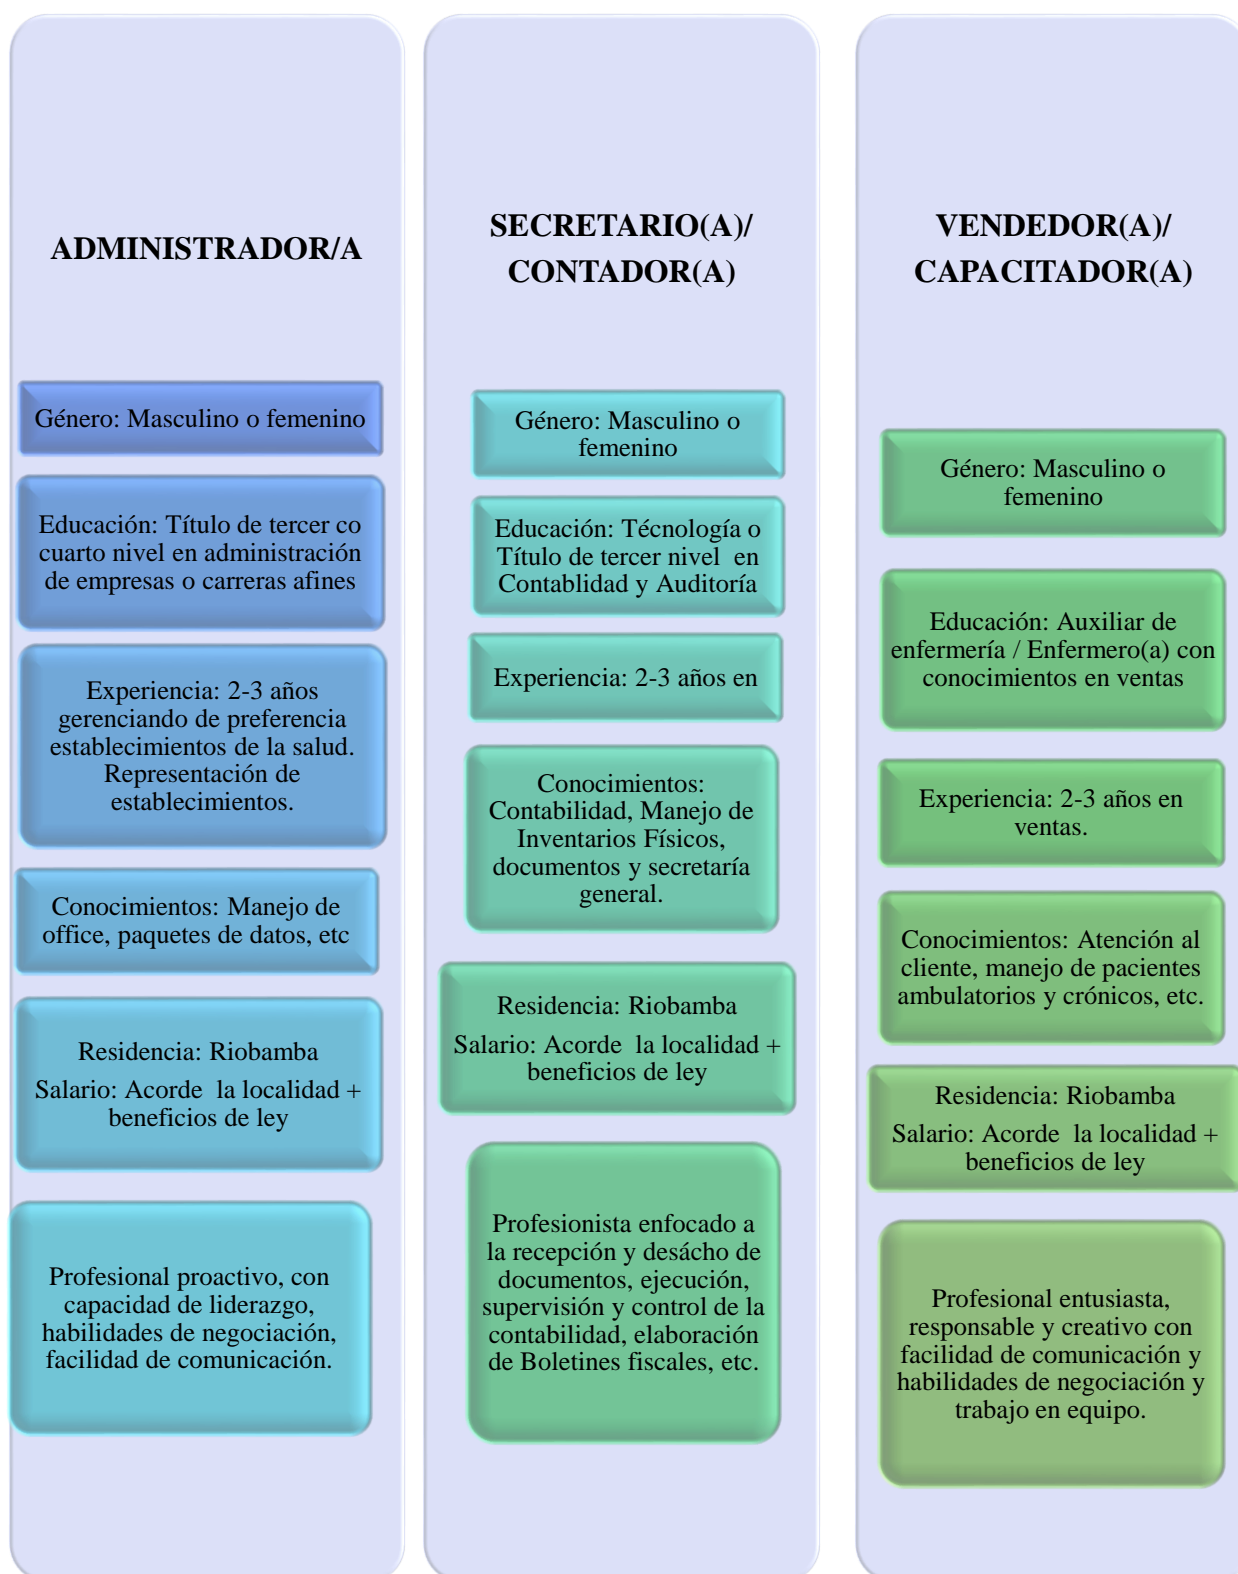 ADMINISTRADOR/A
Género: Masculino o femenino
Educación: Título de tercer co
cuarto nivel en administración
de empresas o carreras afines
Experiencia: 2-3 años
gerenciando de preferencia
establecimientos de la salud.
Representación de
establecimientos.
Conocimientos: Manejo de
office, paquetes de datos, etc
Residencia: Riobamba
Salario: Acorde  la localidad +
beneficios de ley
Profesional proactivo, con
capacidad de liderazgo,
habilidades de negociación,
facilidad de comunicación.
SECRETARIO(A)/
CONTADOR(A)
Género: Masculino o
femenino
Educación: Técnología o
Título de tercer nivel  en
Contablidad y Auditoría
Experiencia: 2-3 años en
Conocimientos:
Contabilidad, Manejo de
Inventarios Físicos,
documentos y secretaría
general.
Residencia: Riobamba
Salario: Acorde  la localidad +
beneficios de ley
Profesionista enfocado a
la recepción y desácho de
documentos, ejecución,
supervisión y control de la
contabilidad, elaboración
de Boletines fiscales, etc.
VENDEDOR(A)/
CAPACITADOR(A)
Género: Masculino o
femenino
Educación: Auxiliar de
enfermería / Enfermero(a) con
conocimientos en ventas
Experiencia: 2-3 años en
ventas.
Conocimientos: Atención al
cliente, manejo de pacientes
ambulatorios y crónicos, etc.
Residencia: Riobamba
Salario: Acorde  la localidad +
beneficios de ley
Profesional entusiasta,
responsable y creativo con
facilidad de comunicación y
habilidades de negociación y
trabajo en equipo.